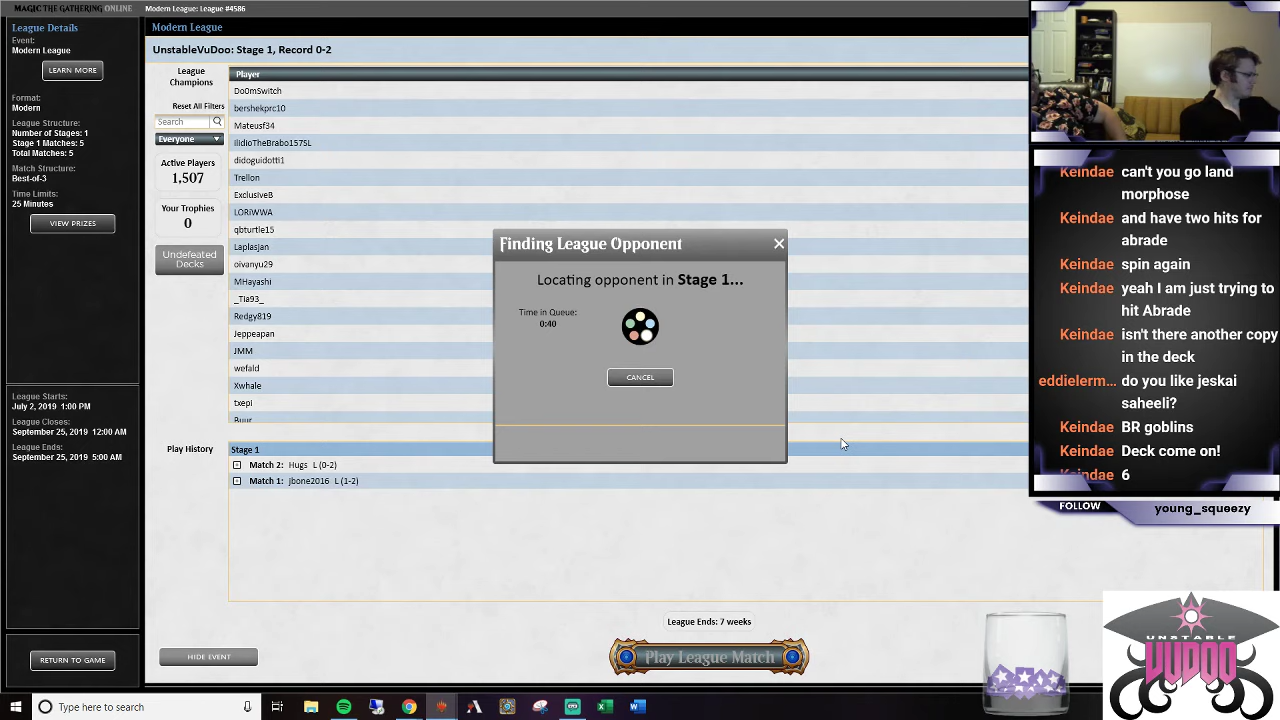 MAGIC THE GATHERING ONLINE
Modern League: League #4586
League Details
Event:
Modern League
LEARN MORE
Format:
Modern
League Structure:
Number of Stages: 1
Stage 1 Matches: 5
Total Matches: 5
Match Structure:
Best-of-3
Time Limits:
25 Minutes
VIEW PRIZES
League Starts:
July 2, 2019 1:00 PM
League Closes:
September 25, 2019 12:00 AM
League Ends:
September 25, 2019 5:00 AM
RETURN TO GAME
Modern League
UnstableVuDoo: Stage 1, Record 0-2
League
Champions
Reset All Filters
Search
Everyone
Active Players
1,507
Your Trophies
0
Undefeated
Decks
Player
Do0mSwitch
bershekprc10
Mateusf34
ilIdioTheBrabo157SL
didoguidotti1
Trellon
ExclusiveB
LORiWWA
qbturtle15
LaplasJan
oivanyu29
MHayashi
_Tia93_
Redgy819
Jeppeapan
JMM
wefald
Xwhale
txepi
Buur
Finding League Opponent
Locating opponent in Stage 1...
Time in Queue:
0:40
CANCEL
Play History
Stage 1
Match 2: Hugs L (0-2)
Match 1: jbone2016 L (1-2)
League Ends: 7 weeks
HIDE EVENT
Play League Match
Keindae can't you go land
morphose
Keindae and have two hits for
abrade
Keindae spin again
Keindae yeah I am just trying to
hit Abrade
Keindae isn't there another copy
in the deck
eddielerm... do you like jeskai
saheeli?
Keindae BR goblins
Keindae Deck come on!
Keindae 6
FOLLOW young_squeezy
UNSTABLE
VUDOO
Type here to search